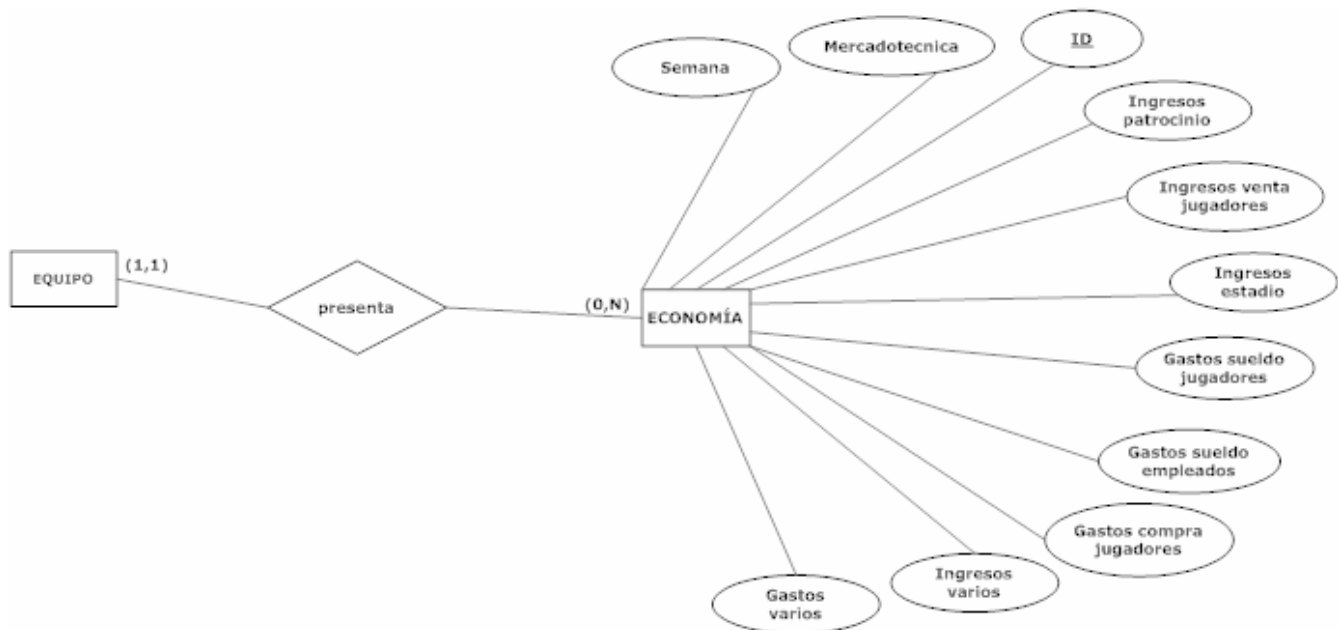 Semana
Mercadotecnica
ID
Ingresos
patrocinio
Ingresos venta
jugadores
EQUIPO
(1,1)
presenta
(0,N)
ECONOMÍA
Ingresos
estadio
Gastos sueldo
jugadores
Gastos sueldo
empleados
Gastos compra
jugadores
Ingresos
varios
Gastos
varios